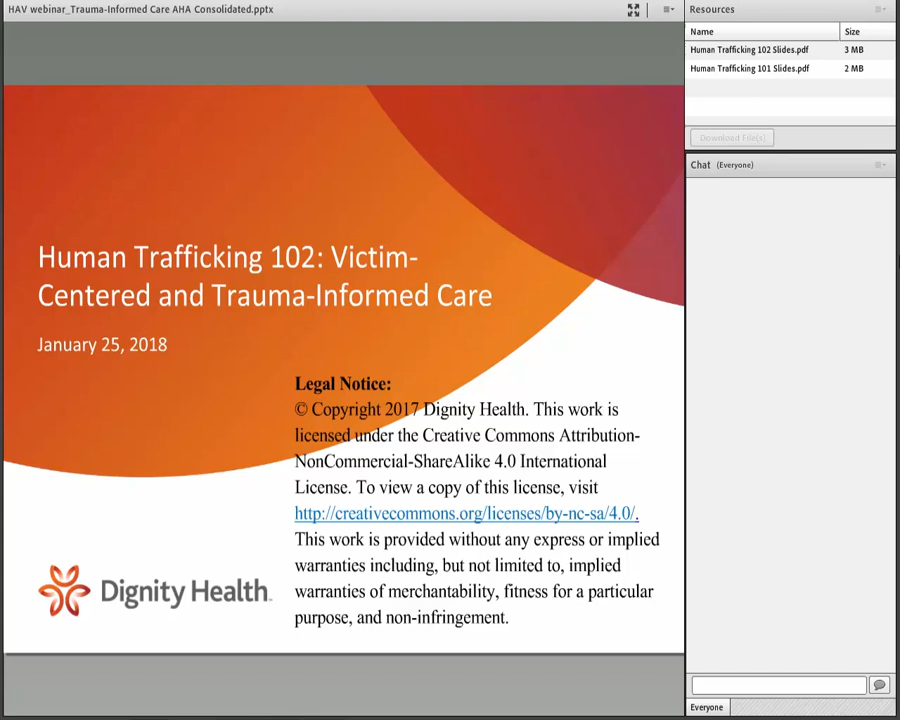 HAV webinar_Trauma-Informed Care AHA Consolidated.pptx
Human Trafficking 102: Victim-
Centered and Trauma-Informed Care
January 25, 2018
Legal Notice:
© Copyright 2017 Dignity Health. This work is
licensed under the Creative Commons Attribution-
NonCommercial-ShareAlike 4.0 International
License. To view a copy of this license, visit
http://creativecommons.org/licenses/by-nc-sa/4.0/.
This work is provided without any express or implied
warranties including, but not limited to, implied
warranties of merchantability, fitness for a particular
purpose, and non-infringement.
Dignity Health.
Resources
Name Size
Human Trafficking 102 Slides.pdf 3 MB
Human Trafficking 101 Slides.pdf 2 MB
Download File(s)
Chat (Everyone)
Everyone